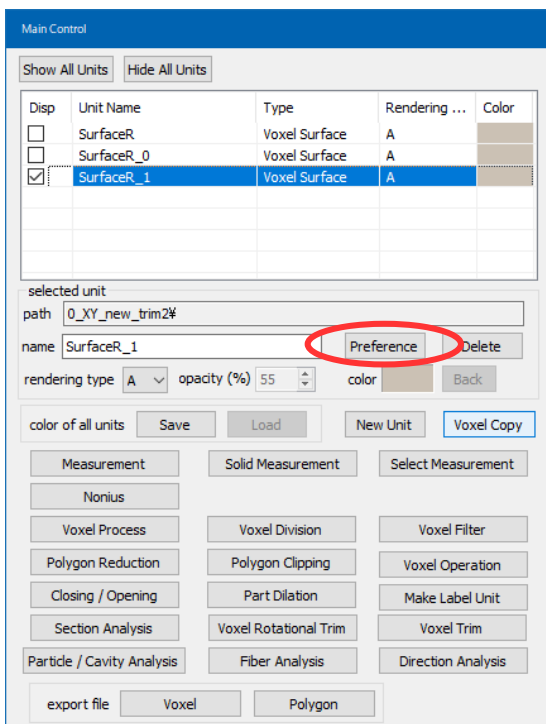 Main Control
Show All Units Hide All Units
Disp Unit Name Type Rendering ... Color
SurfaceR Voxel Surface A
SurfaceR_0 Voxel Surface A
SurfaceR_1 Voxel Surface A
selected unit
path 0_XY_new_trim2¥
name SurfaceR_1 Preference Delete
rendering type A opacity (%) 55 color Back
color of all units Save Load New Unit Voxel Copy
Measurement Solid Measurement Select Measurement
Nonius
Voxel Process Voxel Division Voxel Filter
Polygon Reduction Polygon Clipping Voxel Operation
Closing / Opening Part Dilation Make Label Unit
Section Analysis Voxel Rotational Trim Voxel Trim
Particle / Cavity Analysis Fiber Analysis Direction Analysis
export file Voxel Polygon